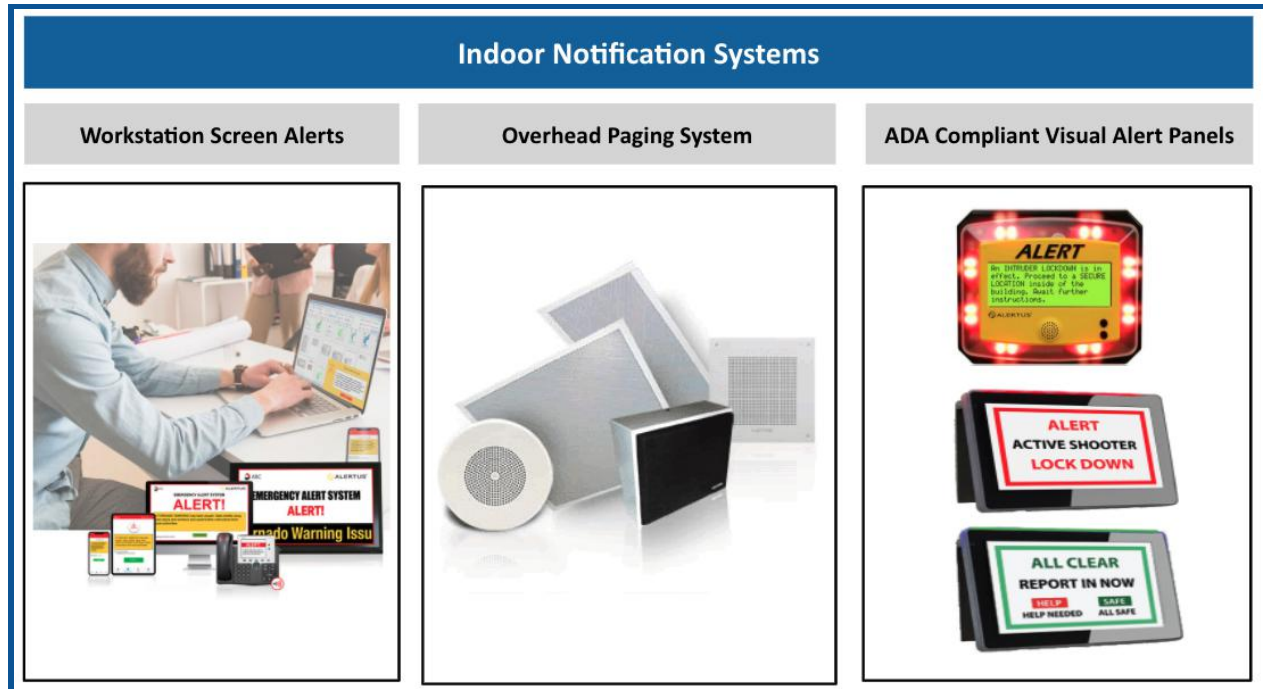 Indoor Notification Systems
Workstation Screen Alerts
Overhead Paging System
ADA Compliant Visual Alert Panels
ALERTUS
EMERGENCY ALERT SYSTEM
ALERT!
rnado Warning Issu
EMERGENCY ALERT SYSTEM
ALERT!
ALERT
ALERT
An INTRUDER LOCKDOWN is in
effect. Proceed to a SECURE
LOCATION inside of the
building. Await further
instructions.
ALERTUS
ALERT
ACTIVE SHOOTER
LOCK DOWN
ALL CLEAR
REPORT IN NOW
HELP SAFE
HELP NEEDED ALL SAFE